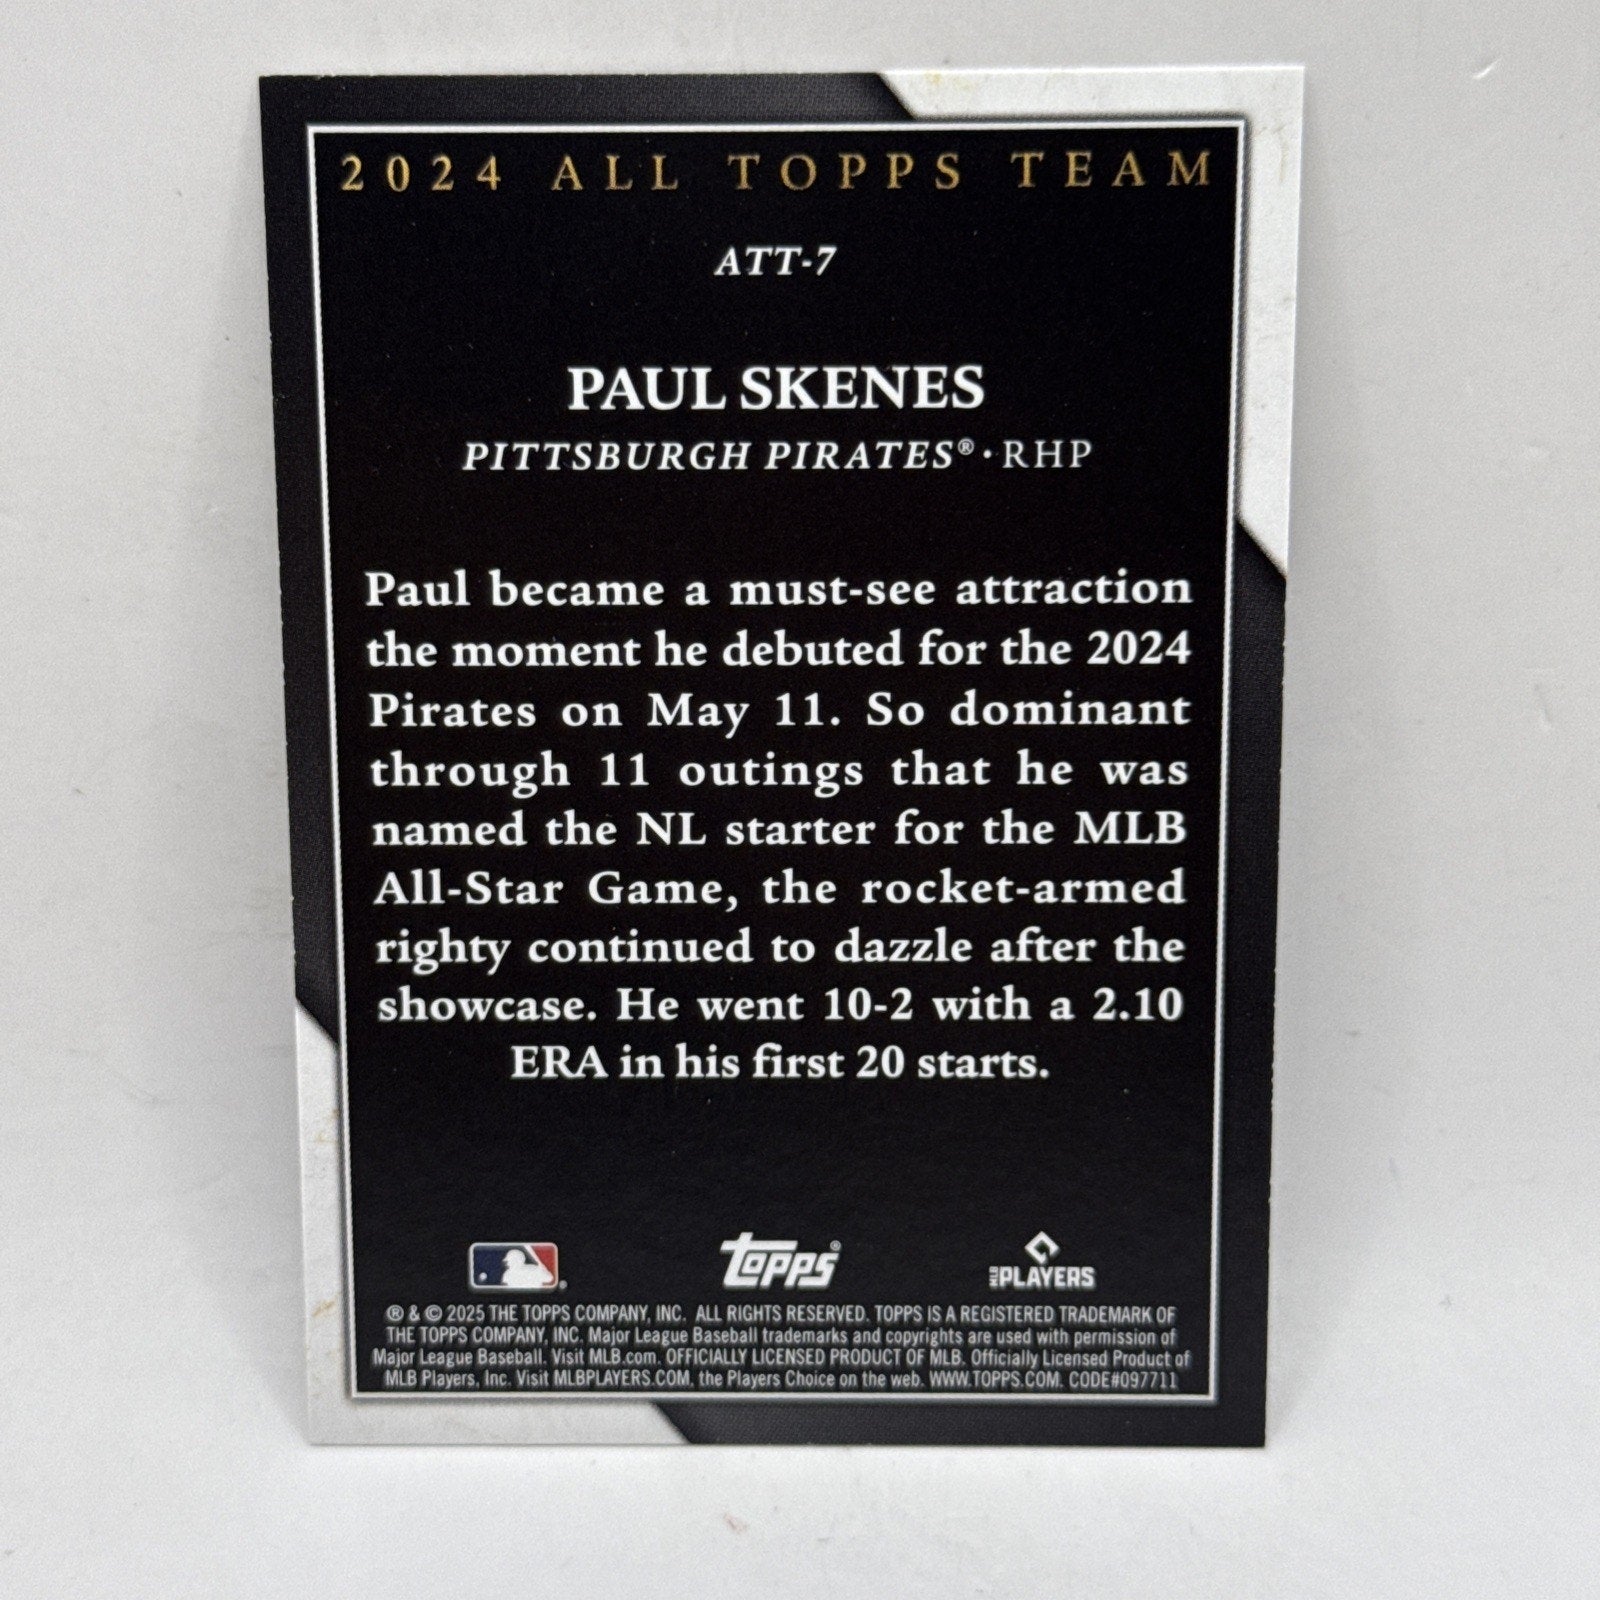 2024 ALL TOPPS TEAM
ATT-7
PAUL SKENES
PITTSBURGH PIRATES® · RHP
Paul became a must-see attraction
the moment he debuted for the 2024
Pirates on May 11. So dominant
through 11 outings that he was
named the NL starter for the MLB
All-Star Game, the rocket-armed
righty continued to dazzle after the
showcase. He went 10-2 with a 2.10
ERA in his first 20 starts.
Topps®
MLB PLAYERS
® & © 2025 THE TOPPS COMPANY, INC. ALL RIGHTS RESERVED. TOPPS IS A REGISTERED TRADEMARK OF
THE TOPPS COMPANY, INC. Major League Baseball trademarks and copyrights are used with permission of
Major League Baseball. Visit MLB.com. OFFICIALLY LICENSED PRODUCT OF MLB. Officially Licensed Product of
MLB Players, Inc. Visit MLBPLAYERS.COM, the Players Choice on the web. WWW.TOPPS.COM. CODE#097711